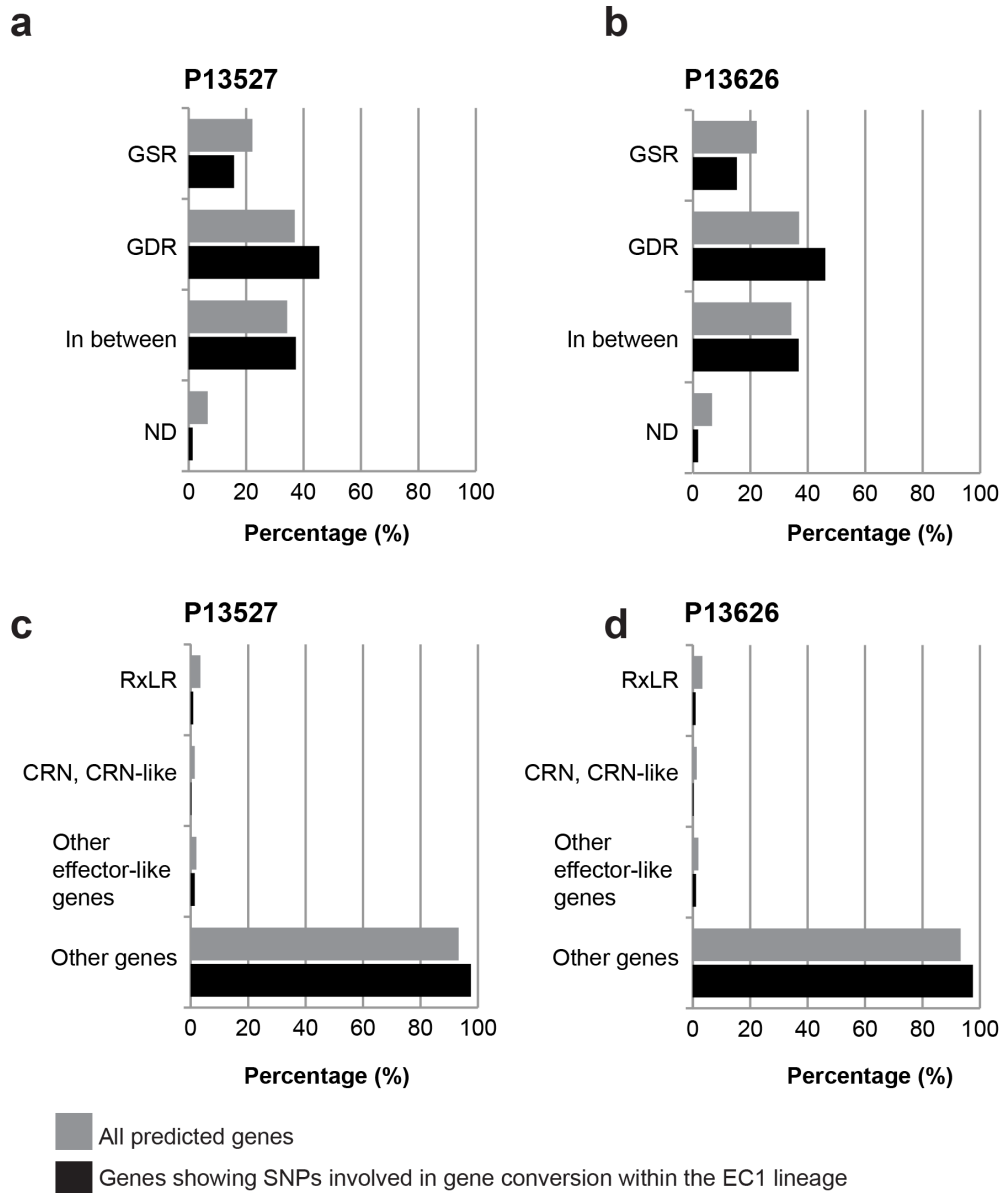 a
b
P13527
P13626
GSR
GDR
In between
ND
0 20 40 60 80 100
Percentage (%)
GSR
GDR
In between
ND
0 20 40 60 80 100
Percentage (%)
c
d
P13527
P13626
RxLR
CRN, CRN-like
Other
effector-like
genes
Other genes
0 20 40 60 80 100
Percentage (%)
RxLR
CRN, CRN-like
Other
effector-like
genes
Other genes
0 20 40 60 80 100
Percentage (%)
All predicted genes
Genes showing SNPs involved in gene conversion within the EC1 lineage